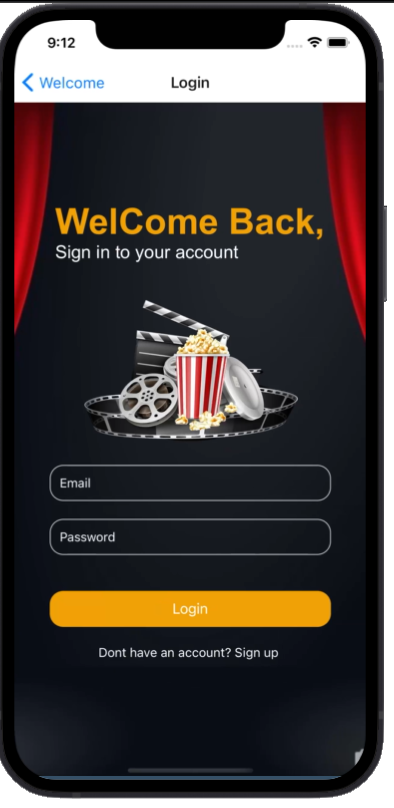 9:12
Welcome
Login
WelCome Back,
Sign in to your account
Email
Password
Login
Dont have an account? Sign up